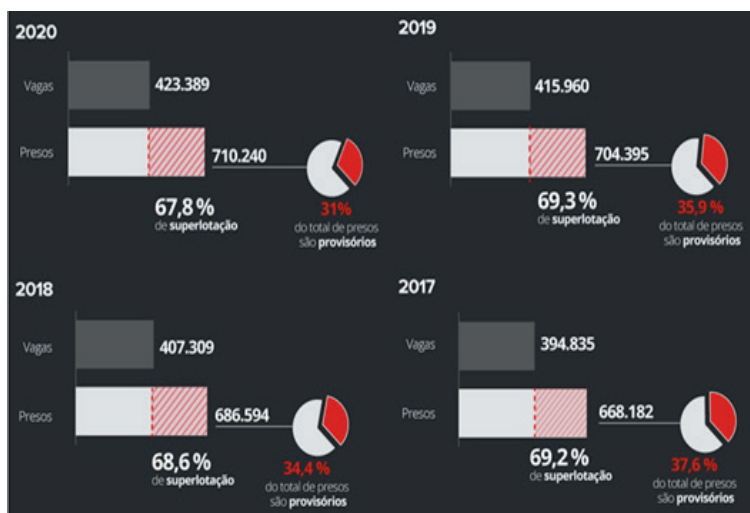 2020
Vagas
423.389
Presos
710.240
67,8 %
de superlotação
31%
do total de presos
são provisórios
2019
Vagas
415.960
Presos
704.395
69,3 %
de superlotação
35,9 %
do total de presos
são provisórios
2018
Vagas
407.309
Presos
686.594
68,6 %
de superlotação
34,4 %
do total de presos
são provisórios
2017
Vagas
394.835
Presos
668.182
69,2 %
de superlotação
37,6 %
do total de presos
são provisórios